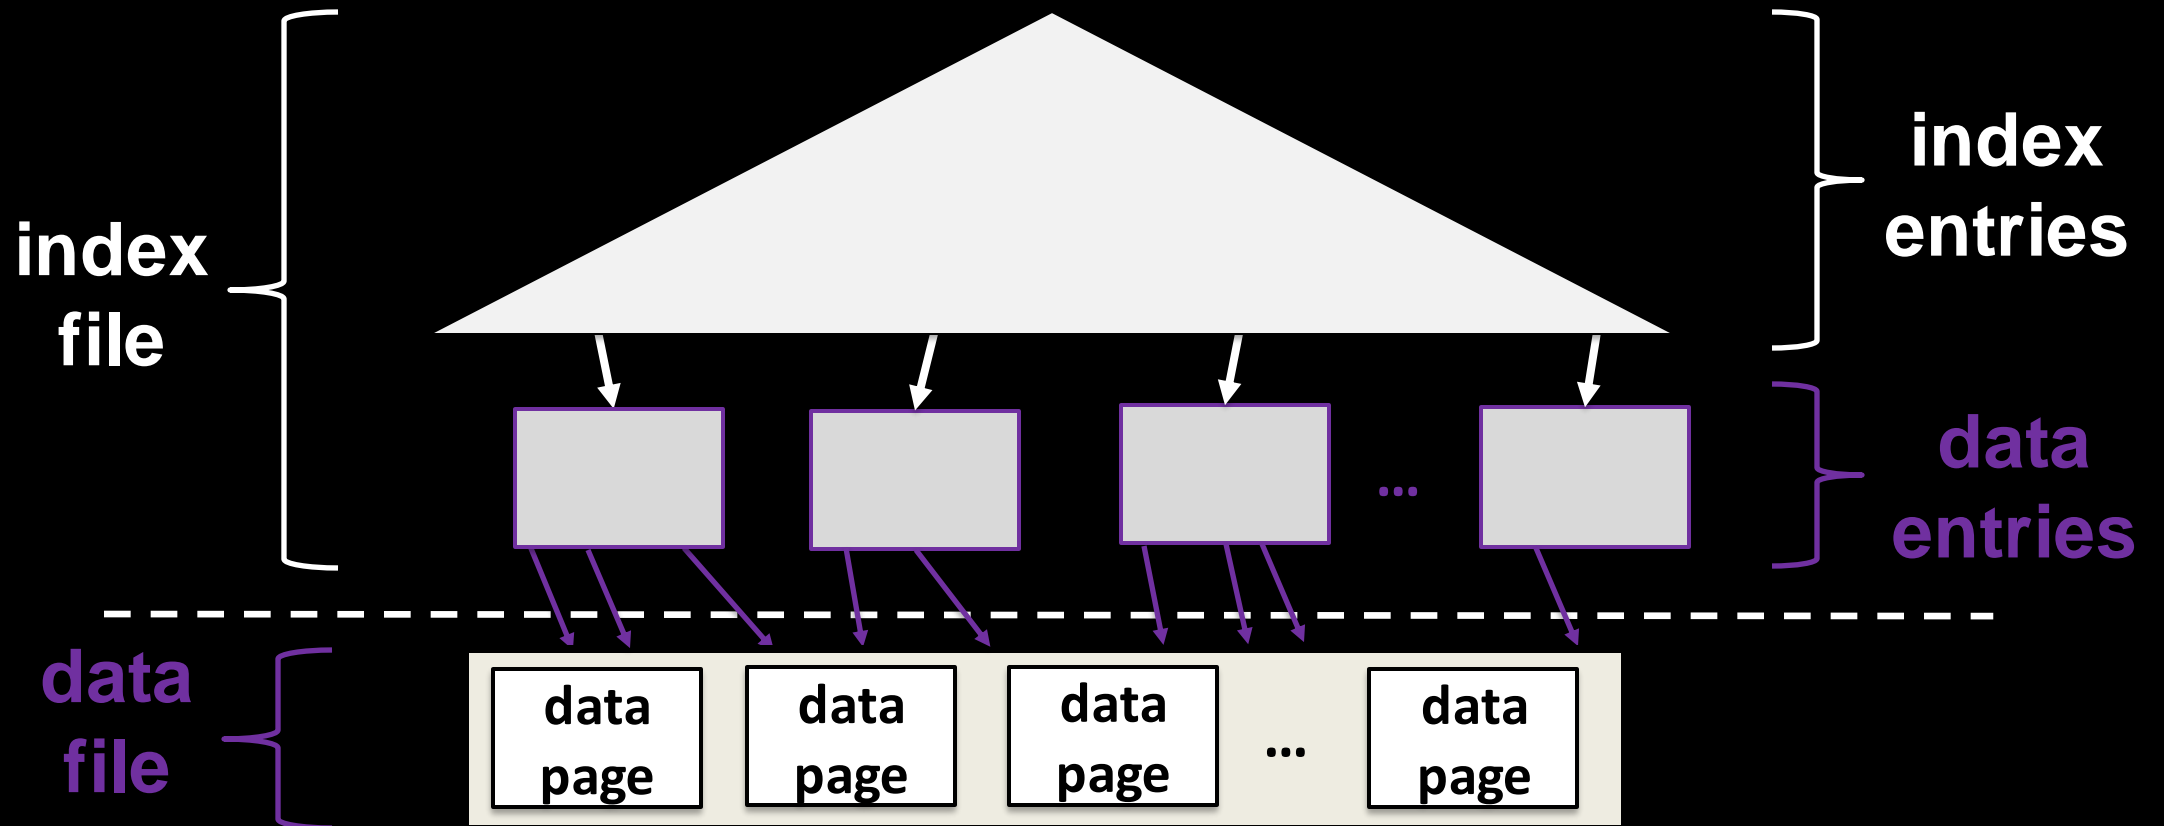 index
file
index
entries
data
entries
...
data
file
data
page
data
page
data
page
...
data
page